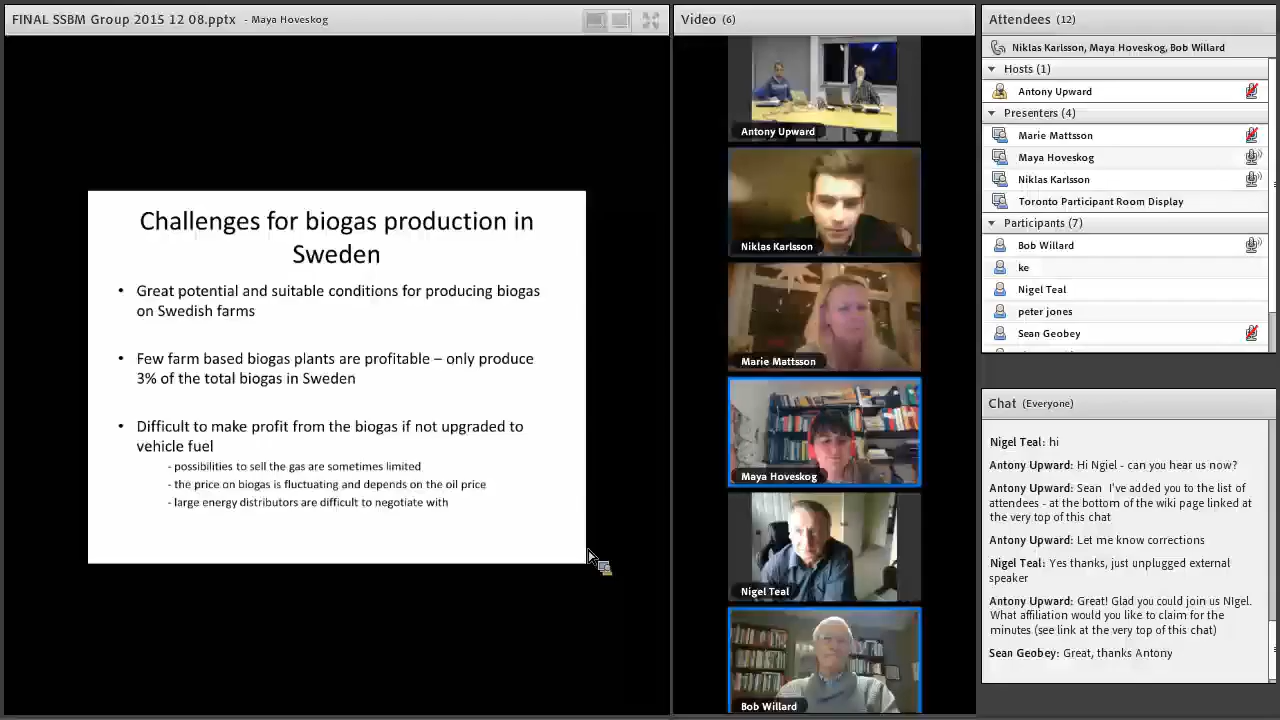 FINAL SSBM Group 2015 12 08.pptx - Maya Hoveskog
Challenges for biogas production in
Sweden
• Great potential and suitable conditions for producing biogas
on Swedish farms
• Few farm based biogas plants are profitable – only produce
3% of the total biogas in Sweden
• Difficult to make profit from the biogas if not upgraded to
vehicle fuel
- possibilities to sell the gas are sometimes limited
- the price on biogas is fluctuating and depends on the oil price
- large energy distributors are difficult to negotiate with
Video (6)
Antony Upward
Niklas Karlsson
Marie Mattsson
Maya Hoveskog
Nigel Teal
Bob Willard
Attendees (12)
Niklas Karlsson, Maya Hoveskog, Bob Willard
Hosts (1)
Antony Upward
Presenters (4)
Marie Mattsson
Maya Hoveskog
Niklas Karlsson
Toronto Participant Room Display
Participants (7)
Bob Willard
ke
Nigel Teal
peter jones
Sean Geobey
Chat (Everyone)
Nigel Teal: hi
Antony Upward: Hi Ngiel - can you hear us now?
Antony Upward: Sean I've added you to the list of
attendees - at the bottom of the wiki page linked at
the very top of this chat
Antony Upward: Let me know corrections
Nigel Teal: Yes thanks, just unplugged external
speaker
Antony Upward: Great! Glad you could join us NIgel.
What affiliation would you like to claim for the
minutes (see link at the very top of this chat)
Sean Geobey: Great, thanks Antony